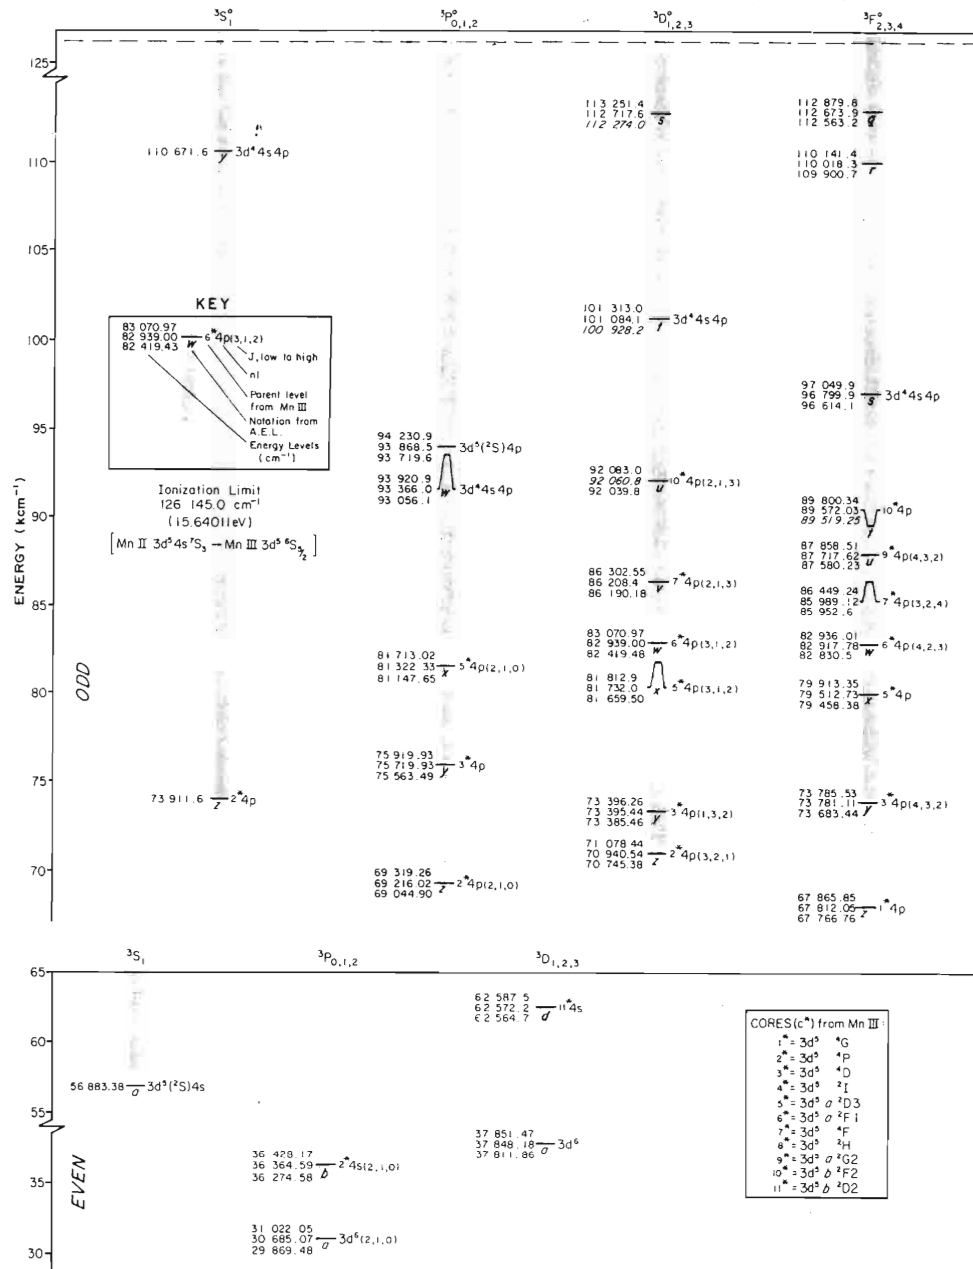 ³S°₁ ³P°₀,₁,₂ ³D°₁,₂,₃ ³F°₂,₃,₄
125
110
105
100
95
90
85
80
75
70
ENERGY (kcm⁻¹)
ODD
110 671.6 y 3d⁴4s4p
KEY
83 070.97
82 939.00 w 6*4p(3,1,2)
82 419.43
J, low to high
nl
Parent level
from Mn III
Notation from
A.E.L.
Energy Levels
(cm⁻¹)
Ionization Limit
126 145.0 cm⁻¹
(15.64011eV)
[Mn II 3d⁵4s ⁷S₃ → Mn III 3d⁵ ⁶S₅/₂]
73 911.6 z 2*4p
94 230.9
93 868.5 3d⁵(²S)4p
93 719.6
93 920.9
93 366.0 w 3d⁴4s4p
93 056.1
81 713.02
81 322.33 x 5*4p(2,1,0)
81 147.65
75 919.93
75 719.93 y 3*4p
75 563.49
69 319.26
69 216.02 z 2*4p(2,1,0)
69 044.90
113 251.4
112 717.6 s
112 274.0
101 313.0
101 084.1 t 3d⁴4s4p
100 928.2
92 083.0
92 060.8 u 10*4p(2,1,3)
92 039.8
86 302.55
86 208.4 v 7*4p(2,1,3)
86 190.18
83 070.97
82 939.00 w 6*4p(3,1,2)
82 419.48
81 812.9
81 732.0 x 5*4p(3,1,2)
81 659.50
73 396.26
73 395.44 y 3*4p(1,3,2)
73 385.46
71 078.44
70 940.54 z 2*4p(3,2,1)
70 745.38
112 879.8
112 673.9 q
112 563.2
110 141.4
110 018.3 r
109 900.7
97 049.9
96 799.9 s 3d⁴4s4p
96 614.1
89 800.34
89 572.03 t 10*4p
89 519.25
87 858.51
87 717.62 u 9*4p(4,3,2)
87 580.23
86 449.24
85 989.12 7*4p(3,2,4)
85 952.6
82 936.01
82 917.78 w 6*4p(4,2,3)
82 830.5
79 913.35
79 512.73 x 5*4p
79 458.38
73 785.53
73 781.11 y 3*4p(4,3,2)
73 683.44
67 865.85
67 812.05 z 1*4p
67 766.76
³S₁ ³P₀,₁,₂ ³D₁,₂,₃
65
60
55
35
30
EVEN
56 883.38 a 3d⁵(²S)4s
36 428.17
36 364.59 b 2*4s(2,1,0)
36 274.58
31 022.05
30 685.07 a 3d⁶(2,1,0)
29 869.48
62 587.5
62 572.2 d 11*4s
62 564.7
37 851.47
37 848.18 a 3d⁶
37 811.86
CORES(c*) from Mn III:
1* = 3d⁵ ⁴G
2* = 3d⁵ ⁴P
3* = 3d⁵ ⁴D
4* = 3d⁵ ²I
5* = 3d⁵ a ²D3
6* = 3d⁵ a ²F1
7* = 3d⁵ ⁴F
8* = 3d⁵ ²H
9* = 3d⁵ a ²G2
10* = 3d⁵ b ²F2
11* = 3d⁵ b ²D2